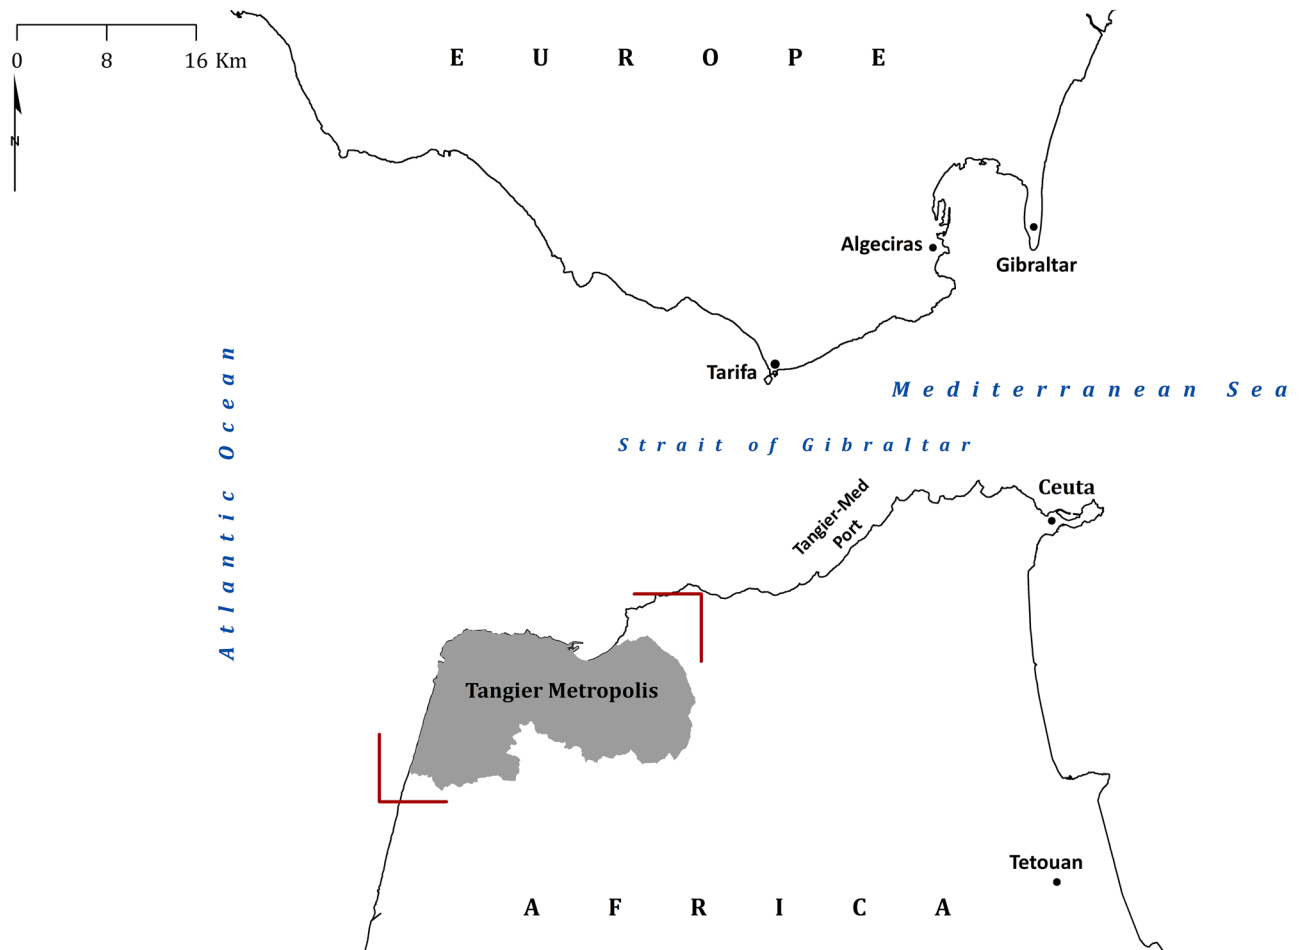 0 8 16 Km
N
E U R O P E
Algeciras
Gibraltar
Tarifa
Atlantic Ocean
Mediterranean Sea
Strait of Gibraltar
Tangier-Med
Port
Ceuta
Tangier Metropolis
Tetouan
A F R I C A